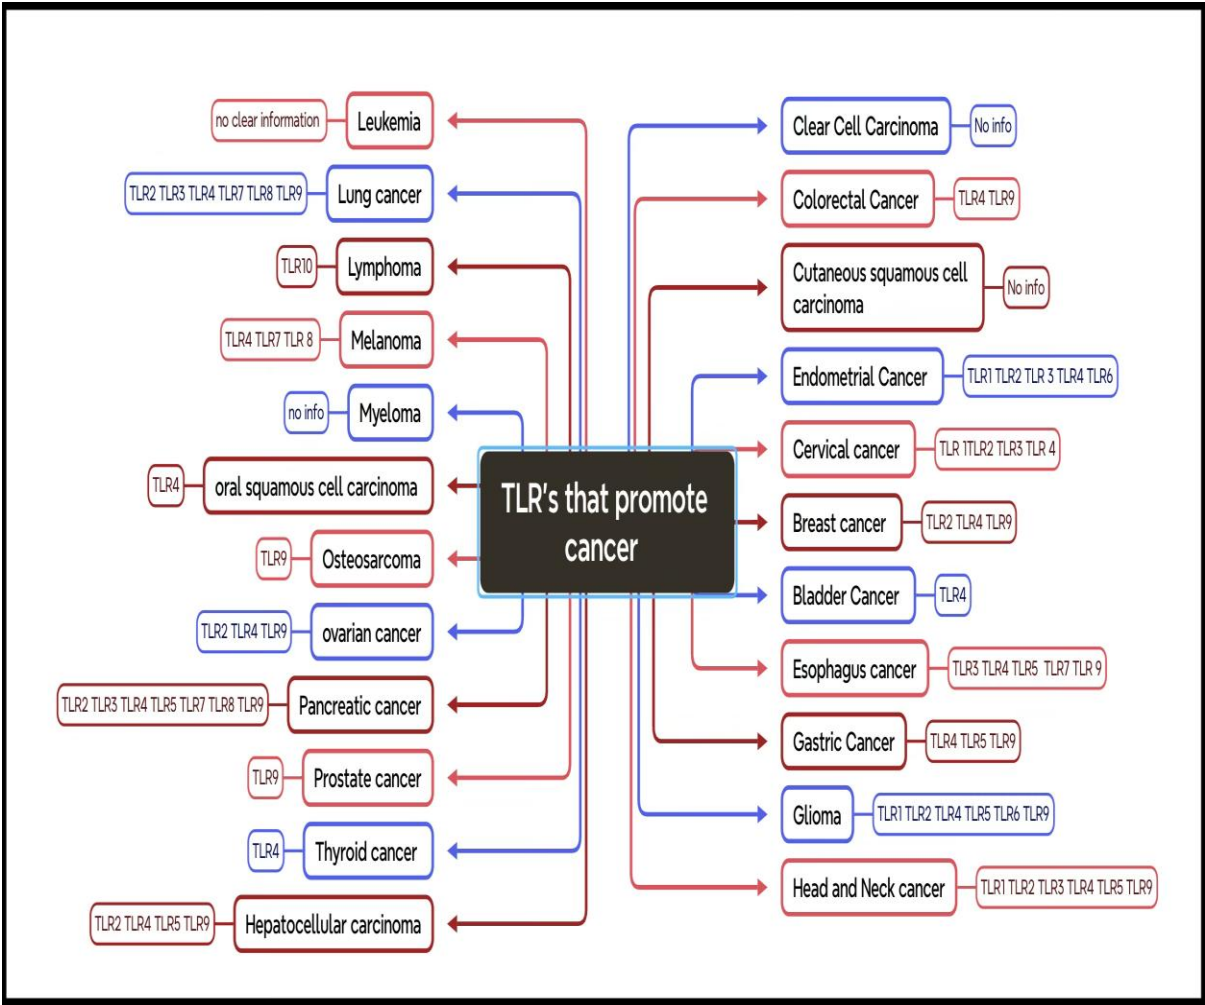 TLR's that promote
cancer
Leukemia
no clear information
Lung cancer
TLR2 TLR3 TLR4 TLR7 TLR8 TLR9
Lymphoma
TLR10
Melanoma
TLR4 TLR7 TLR 8
Myeloma
no info
oral squamous cell carcinoma
TLR4
Osteosarcoma
TLR9
ovarian cancer
TLR2 TLR4 TLR9
Pancreatic cancer
TLR2 TLR3 TLR4 TLR5 TLR7 TLR8 TLR9
Prostate cancer
TLR9
Thyroid cancer
TLR4
Hepatocellular carcinoma
TLR2 TLR4 TLR5 TLR9
Clear Cell Carcinoma
No info
Colorectal Cancer
TLR4 TLR9
Cutaneous squamous cell
carcinoma
No info
Endometrial Cancer
TLR1 TLR2 TLR 3 TLR4 TLR6
Cervical cancer
TLR 1TLR2 TLR3 TLR 4
Breast cancer
TLR2 TLR4 TLR9
Bladder Cancer
TLR4
Esophagus cancer
TLR3 TLR4 TLR5 TLR7 TLR 9
Gastric Cancer
TLR4 TLR5 TLR9
Glioma
TLR1 TLR2 TLR4 TLR5 TLR6 TLR9
Head and Neck cancer
TLR1 TLR2 TLR3 TLR4 TLR5 TLR9